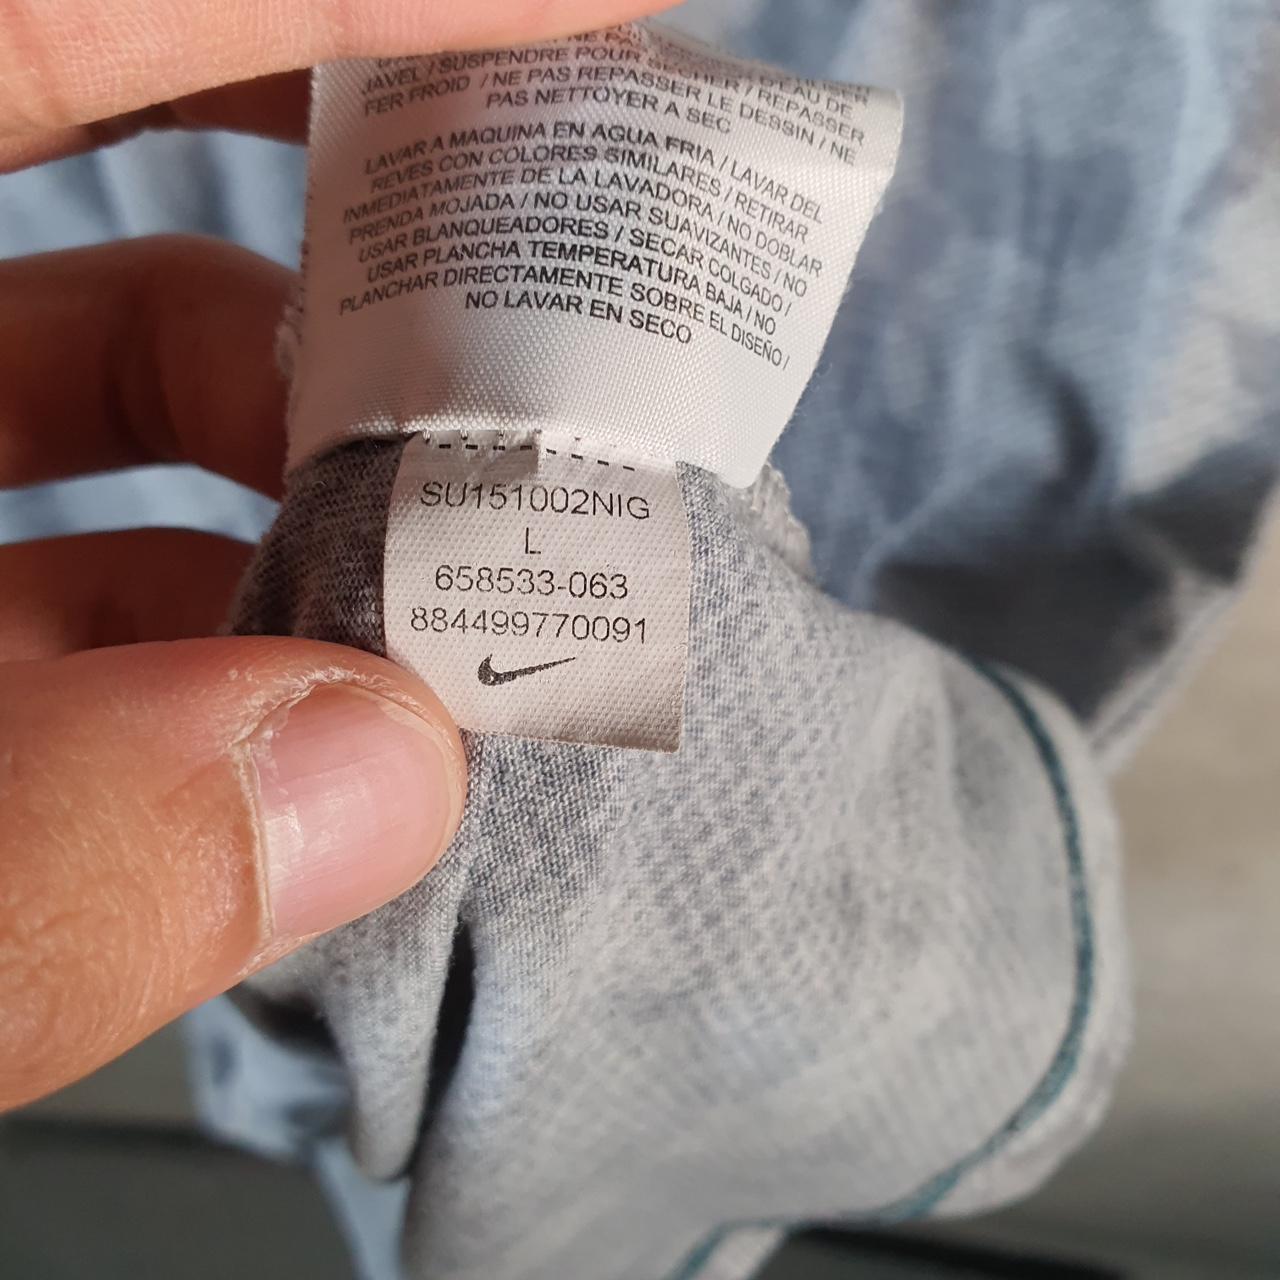 JAVEL / SUSPENDRE POUR SECHER / REPASSER
FER FROID / NE PAS REPASSER LE DESSIN / NE
PAS NETTOYER A SEC
LAVAR A MAQUINA EN AGUA FRIA / LAVAR DEL
REVES CON COLORES SIMILARES / RETIRAR
INMEDIATAMENTE DE LA LAVADORA / NO DOBLAR
PRENDA MOJADA / NO USAR SUAVIZANTES / NO
USAR BLANQUEADORES / SECAR COLGADO /
USAR PLANCHA TEMPERATURA BAJA / NO
PLANCHAR DIRECTAMENTE SOBRE EL DISEÑO /
NO LAVAR EN SECO
SU151002NIG
L
658533-063
884499770091